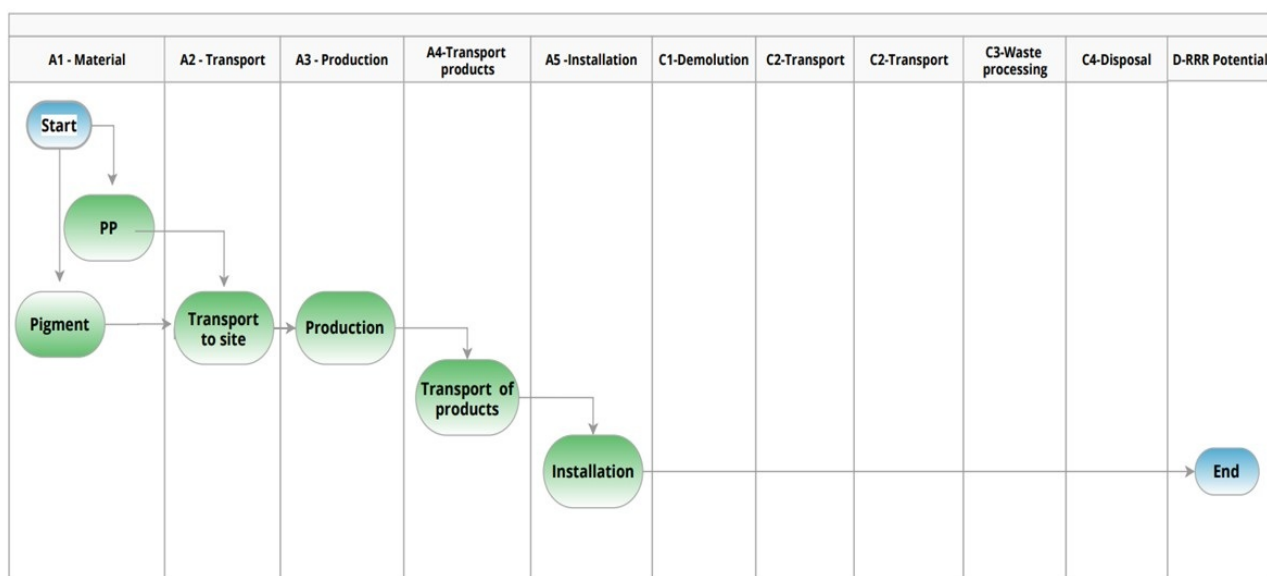 A1 - Material
A2 - Transport
A3 - Production
A4-Transport
products
A5 -Installation
C1-Demolution
C2-Transport
C2-Transport
C3-Waste
processing
C4-Disposal
D-RRR Potential
Start
PP
Pigment
Transport
to site
Production
Transport of
products
Installation
End